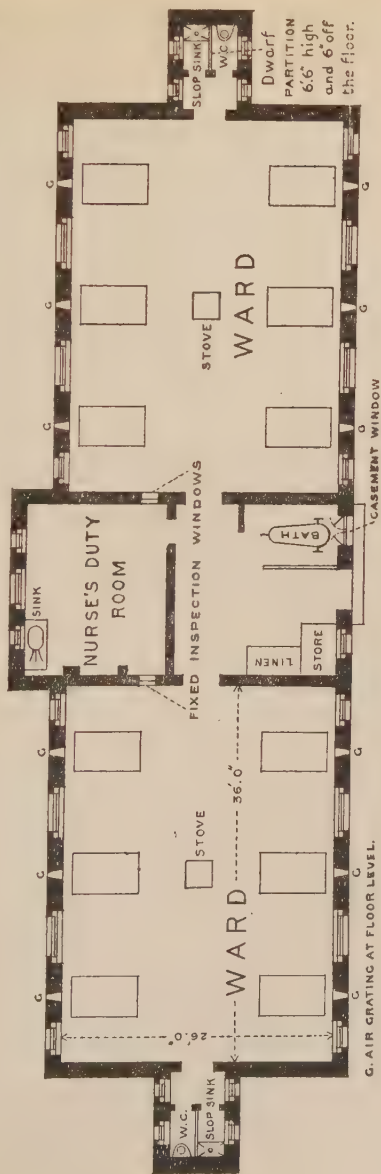 SLOP SINK
W.C.
Dwarf
PARTITION
6'.6" high
and 6" off
the floor.
G
G
G
STOVE
WARD
G
G
G
CASEMENT WINDOW
SINK
NURSE'S DUTY
ROOM
FIXED INSPECTION WINDOWS
BATH
LINEN
STORE
G
G
G
STOVE
WARD
36'.0"
26'.0"
G
G
G
W.C.
SLOP SINK
G. AIR GRATING AT FLOOR LEVEL.